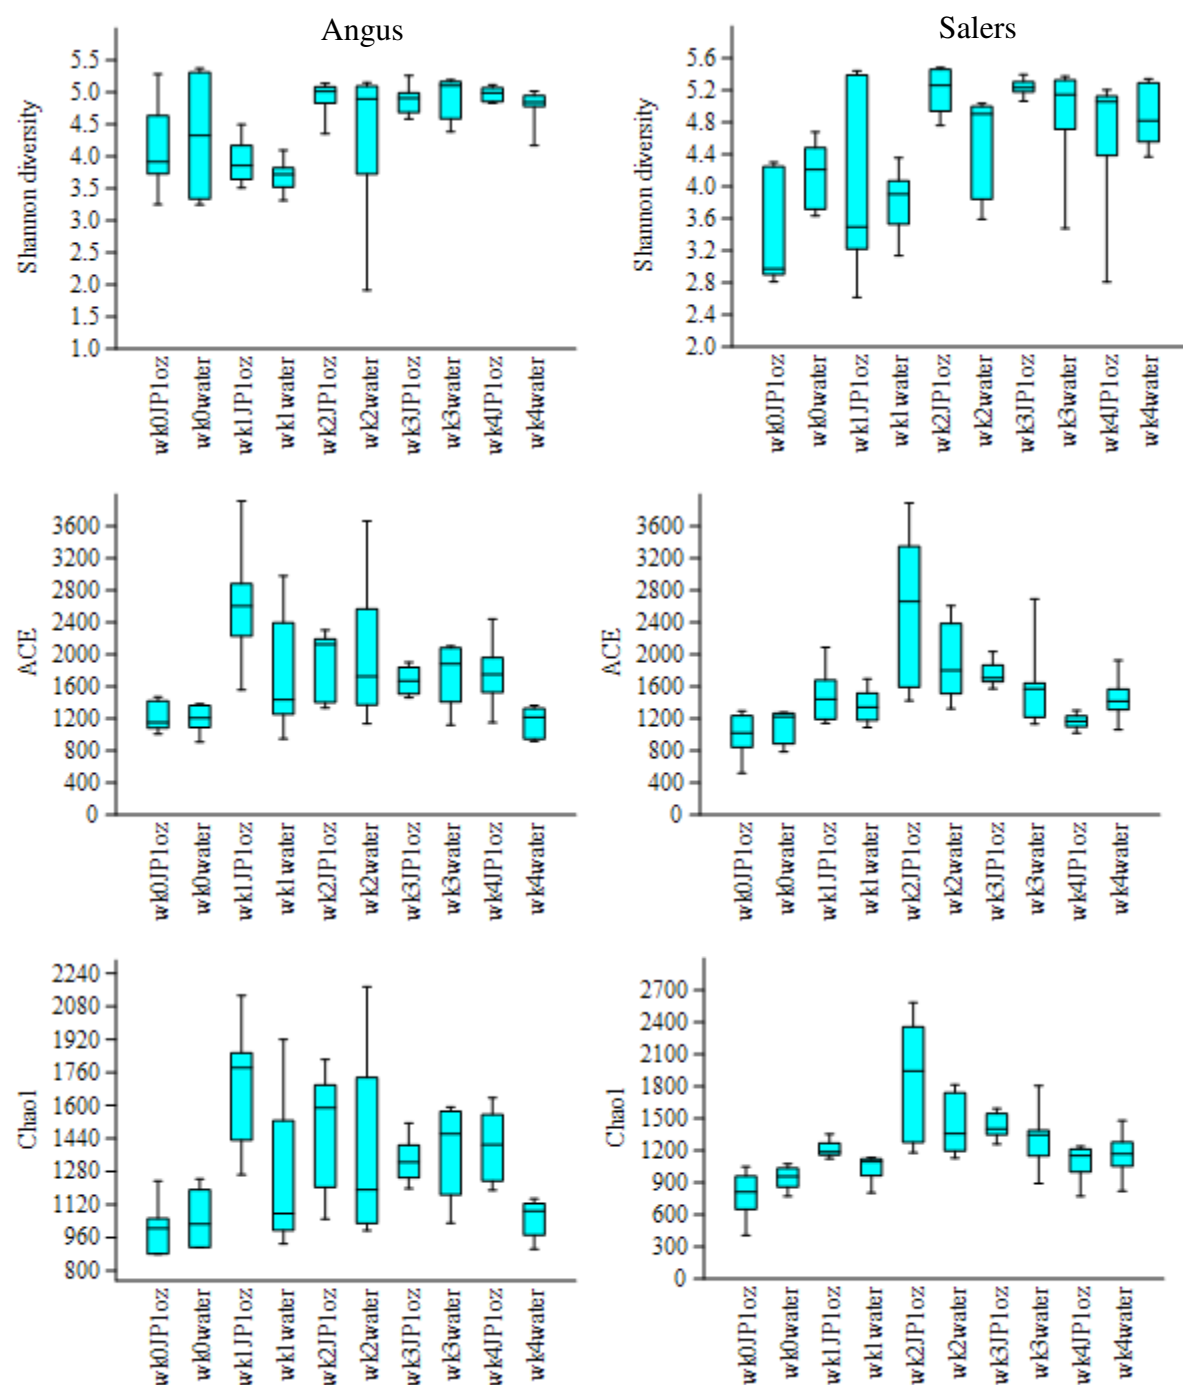 Angus
Shannon diversity
5.5
5.0
4.5
4.0
3.5
3.0
2.5
2.0
1.5
1.0
wk0JP1oz
wk0water
wk1JP1oz
wk1water
wk2JP1oz
wk2water
wk3JP1oz
wk3water
wk4JP1oz
wk4water
Salers
Shannon diversity
5.6
5.2
4.8
4.4
4.0
3.6
3.2
2.8
2.4
2.0
wk0JP1oz
wk0water
wk1JP1oz
wk1water
wk2JP1oz
wk2water
wk3JP1oz
wk3water
wk4JP1oz
wk4water
ACE
3600
3200
2800
2400
2000
1600
1200
800
400
0
wk0JP1oz
wk0water
wk1JP1oz
wk1water
wk2JP1oz
wk2water
wk3JP1oz
wk3water
wk4JP1oz
wk4water
ACE
3600
3200
2800
2400
2000
1600
1200
800
400
0
wk0JP1oz
wk0water
wk1JP1oz
wk1water
wk2JP1oz
wk2water
wk3JP1oz
wk3water
wk4JP1oz
wk4water
Chao1
2240
2080
1920
1760
1600
1440
1280
1120
960
800
wk0JP1oz
wk0water
wk1JP1oz
wk1water
wk2JP1oz
wk2water
wk3JP1oz
wk3water
wk4JP1oz
wk4water
Chao1
2700
2400
2100
1800
1500
1200
900
600
300
0
wk0JP1oz
wk0water
wk1JP1oz
wk1water
wk2JP1oz
wk2water
wk3JP1oz
wk3water
wk4JP1oz
wk4water